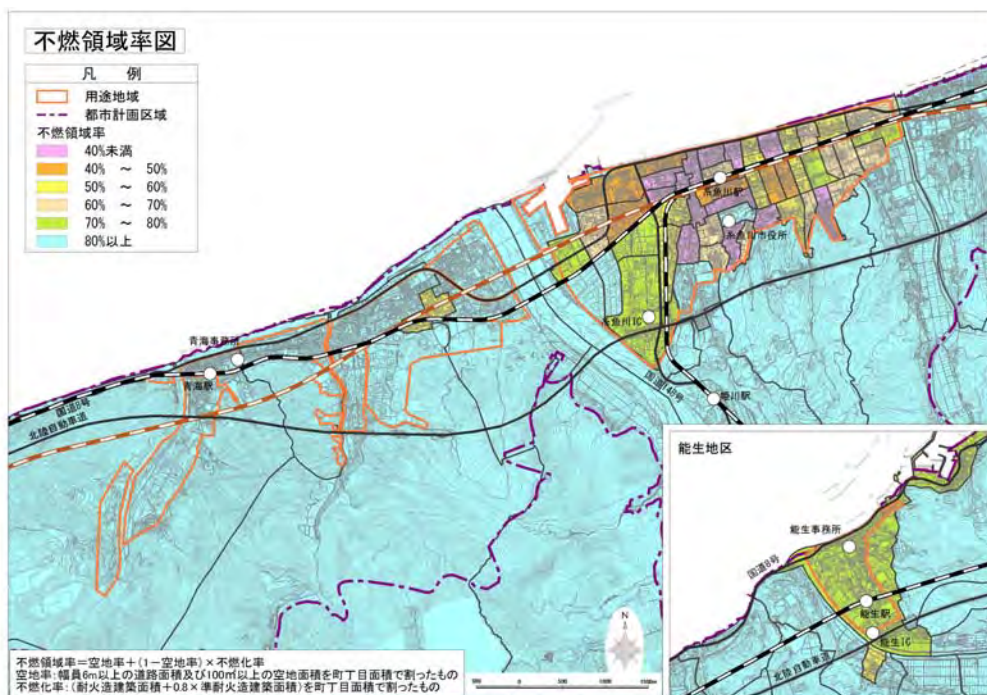 不燃領域率図
凡 例
用途地域
都市計画区域
不燃領域率
40%未満
40% ～ 50%
50% ～ 60%
60% ～ 70%
70% ～ 80%
80%以上
糸魚川駅
糸魚川市役所
糸魚川IC
青海事務所
青海駅
国道8号
北陸自動車道
国道148号
姫川駅
能生地区
能生事務所
国道8号
能生駅
能生IC
北陸自動車道
N
0 500 1000 1500m
不燃領域率＝空地率＋(1－空地率)×不燃化率
空地率：幅員6m以上の道路面積及び100㎡以上の空地面積を町丁目面積で割ったもの
不燃化率：(耐火造建築面積＋0.8×準耐火造建築面積)を町丁目面積で割ったもの